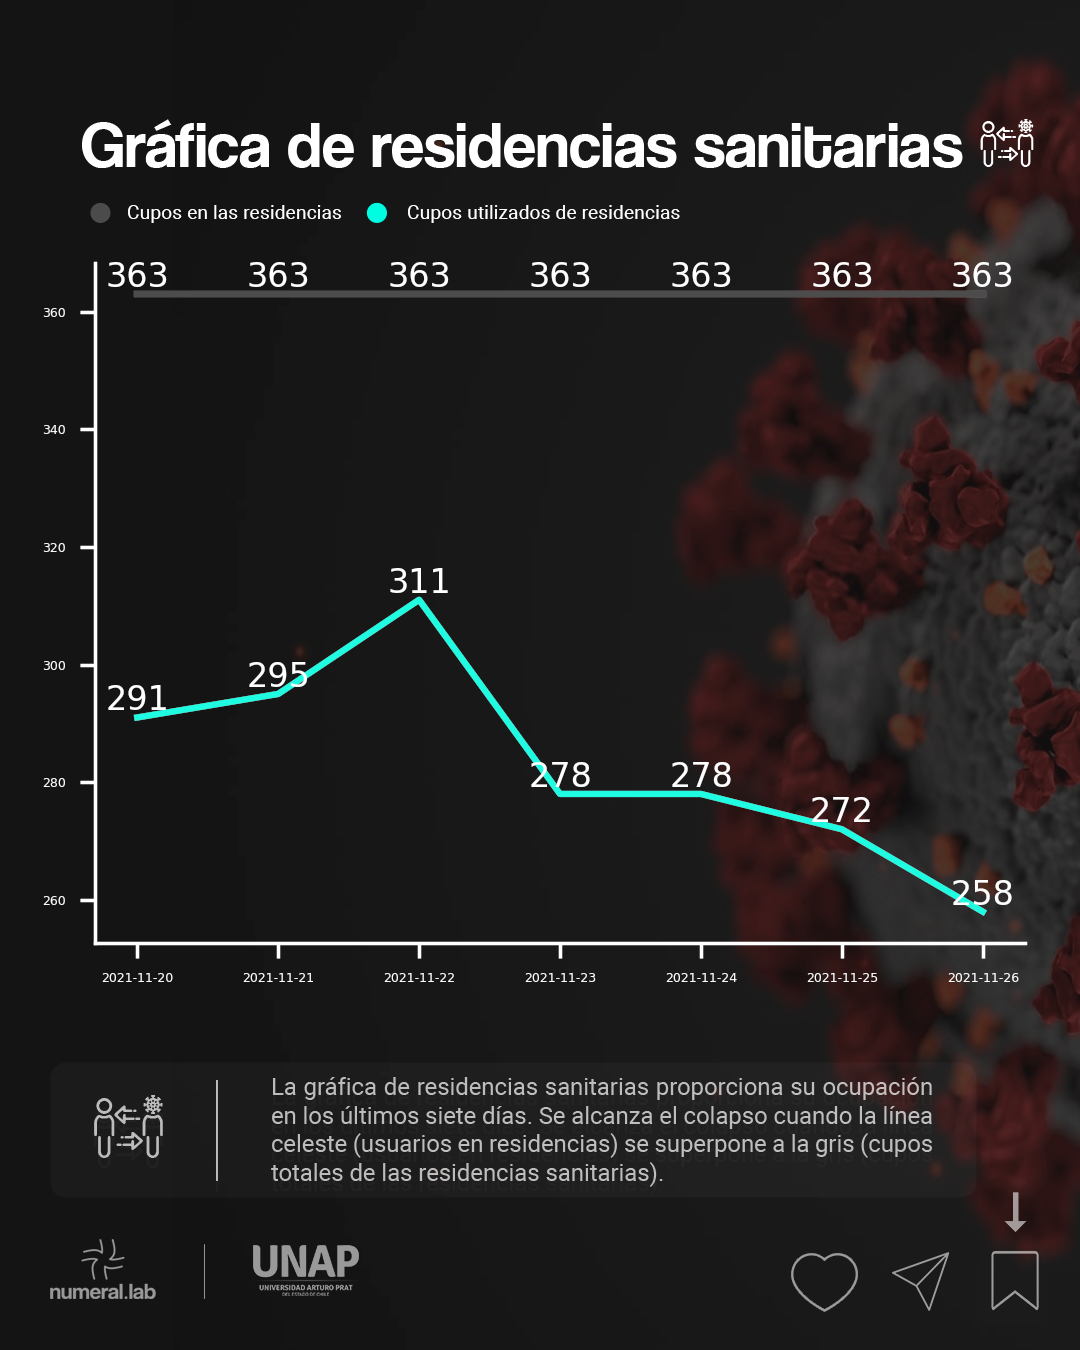 Gráfica de residencias sanitarias
Cupos en las residencias Cupos utilizados de residencias
363 363 363 363 363 363 363
360
340
320
311
300
295
291
280
278 278
272
260
258
2021-11-20 2021-11-21 2021-11-22 2021-11-23 2021-11-24 2021-11-25 2021-11-26
La gráfica de residencias sanitarias proporciona su ocupación
en los últimos siete días. Se alcanza el colapso cuando la línea
celeste (usuarios en residencias) se superpone a la gris (cupos
totales de las residencias sanitarias).
numeral.lab
UNAP
UNIVERSIDAD ARTURO PRAT
DEL ESTADO DE CHILE